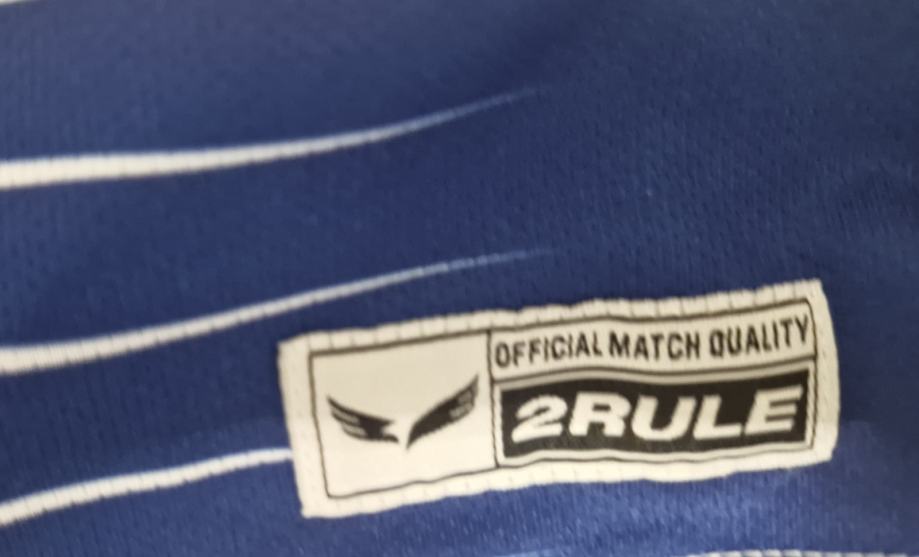 OFFICIAL MATCH QUALITY
2RULE